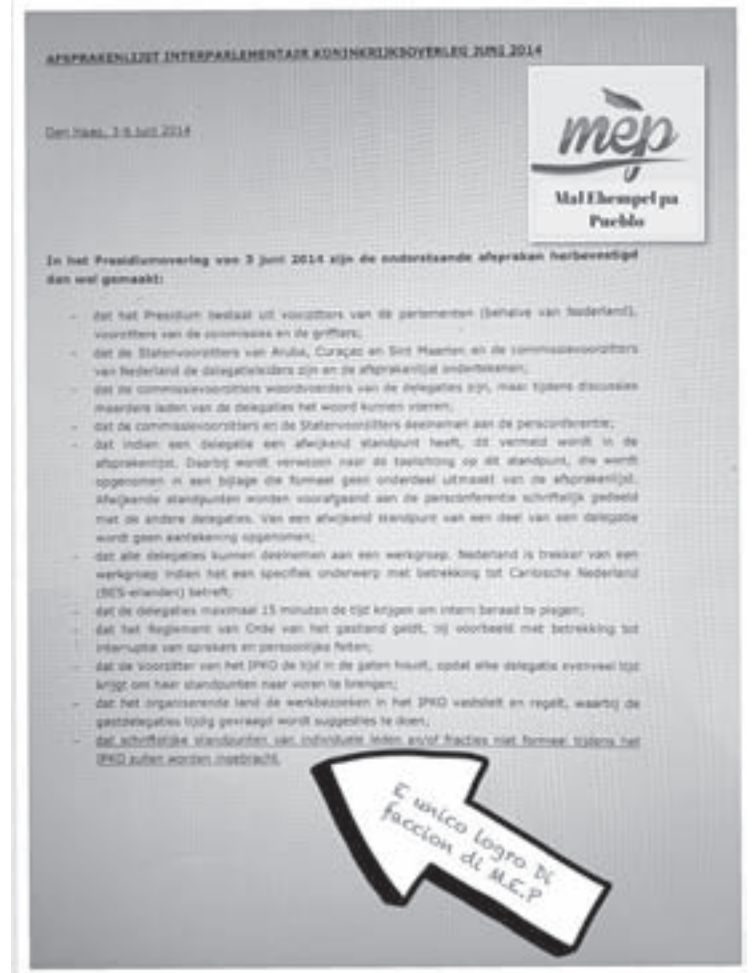 AFSPRAKENLIJST INTERPARLEMENTAIR KONINKRIJKSOVERLEG JUNI 2014
Den Haag, 3-6 juni 2014
mep
Mal Ehempel pa
Pueblo
In het Presidiumoverleg van 3 juni 2014 zijn de onderstaande afspraken herbevestigd
dan wel gemaakt:
- dat het Presidium bestaat uit voorzitters van de parlementen (behalve van Nederland),
voorzitters van de commissies en de griffiers;
- dat de Statenvoorzitters van Aruba, Curaçao en Sint Maarten en de commissievoorzitters
van Nederland de delegatieleiders zijn en de afsprakenlijst ondertekenen;
- dat de commissievoorzitters woordvoerders van de delegaties zijn, maar tijdens discussies
meerdere leden van de delegaties het woord kunnen voeren;
- dat de commissievoorzitters en de Statenvoorzitters deelnemen aan de persconferentie;
- dat indien een delegatie een afwijkend standpunt heeft, dit vermeld wordt in de
afsprakenlijst. Daarbij wordt verwezen naar de toelichting op dit standpunt, die wordt
opgenomen in een bijlage die formeel geen onderdeel uitmaakt van de afsprakenlijst.
Afwijkende standpunten worden voorafgaand aan de persconferentie schriftelijk gedeeld
met de andere delegaties. Van een afwijkend standpunt van een deel van een delegatie
wordt geen aantekening opgenomen;
- dat alle delegaties kunnen deelnemen aan een werkgroep. Nederland is trekker van een
werkgroep indien het een specifiek onderwerp met betrekking tot Caribische Nederland
(BES-eilanden) betreft;
- dat de delegaties maximaal 15 minuten de tijd krijgen om intern beraad te plegen;
- dat het Reglement van Orde van het gastland geldt, bij voorbeeld met betrekking tot
interruptie van sprekers en persoonlijke feiten;
- dat de voorzitter van het IPKO de tijd in de gaten houdt, opdat elke delegatie evenveel tijd
krijgt om haar standpunten naar voren te brengen;
- dat het organiserende land de werkbezoeken in het IPKO vaststelt en regelt, waarbij de
gastdelegaties tijdig gevraagd wordt suggesties te doen;
- dat schriftelijke standpunten van individuele leden en/of fracties niet formeel tijdens het
IPKO zullen worden ingebracht.
E unico logro Di
faccion di M.E.P